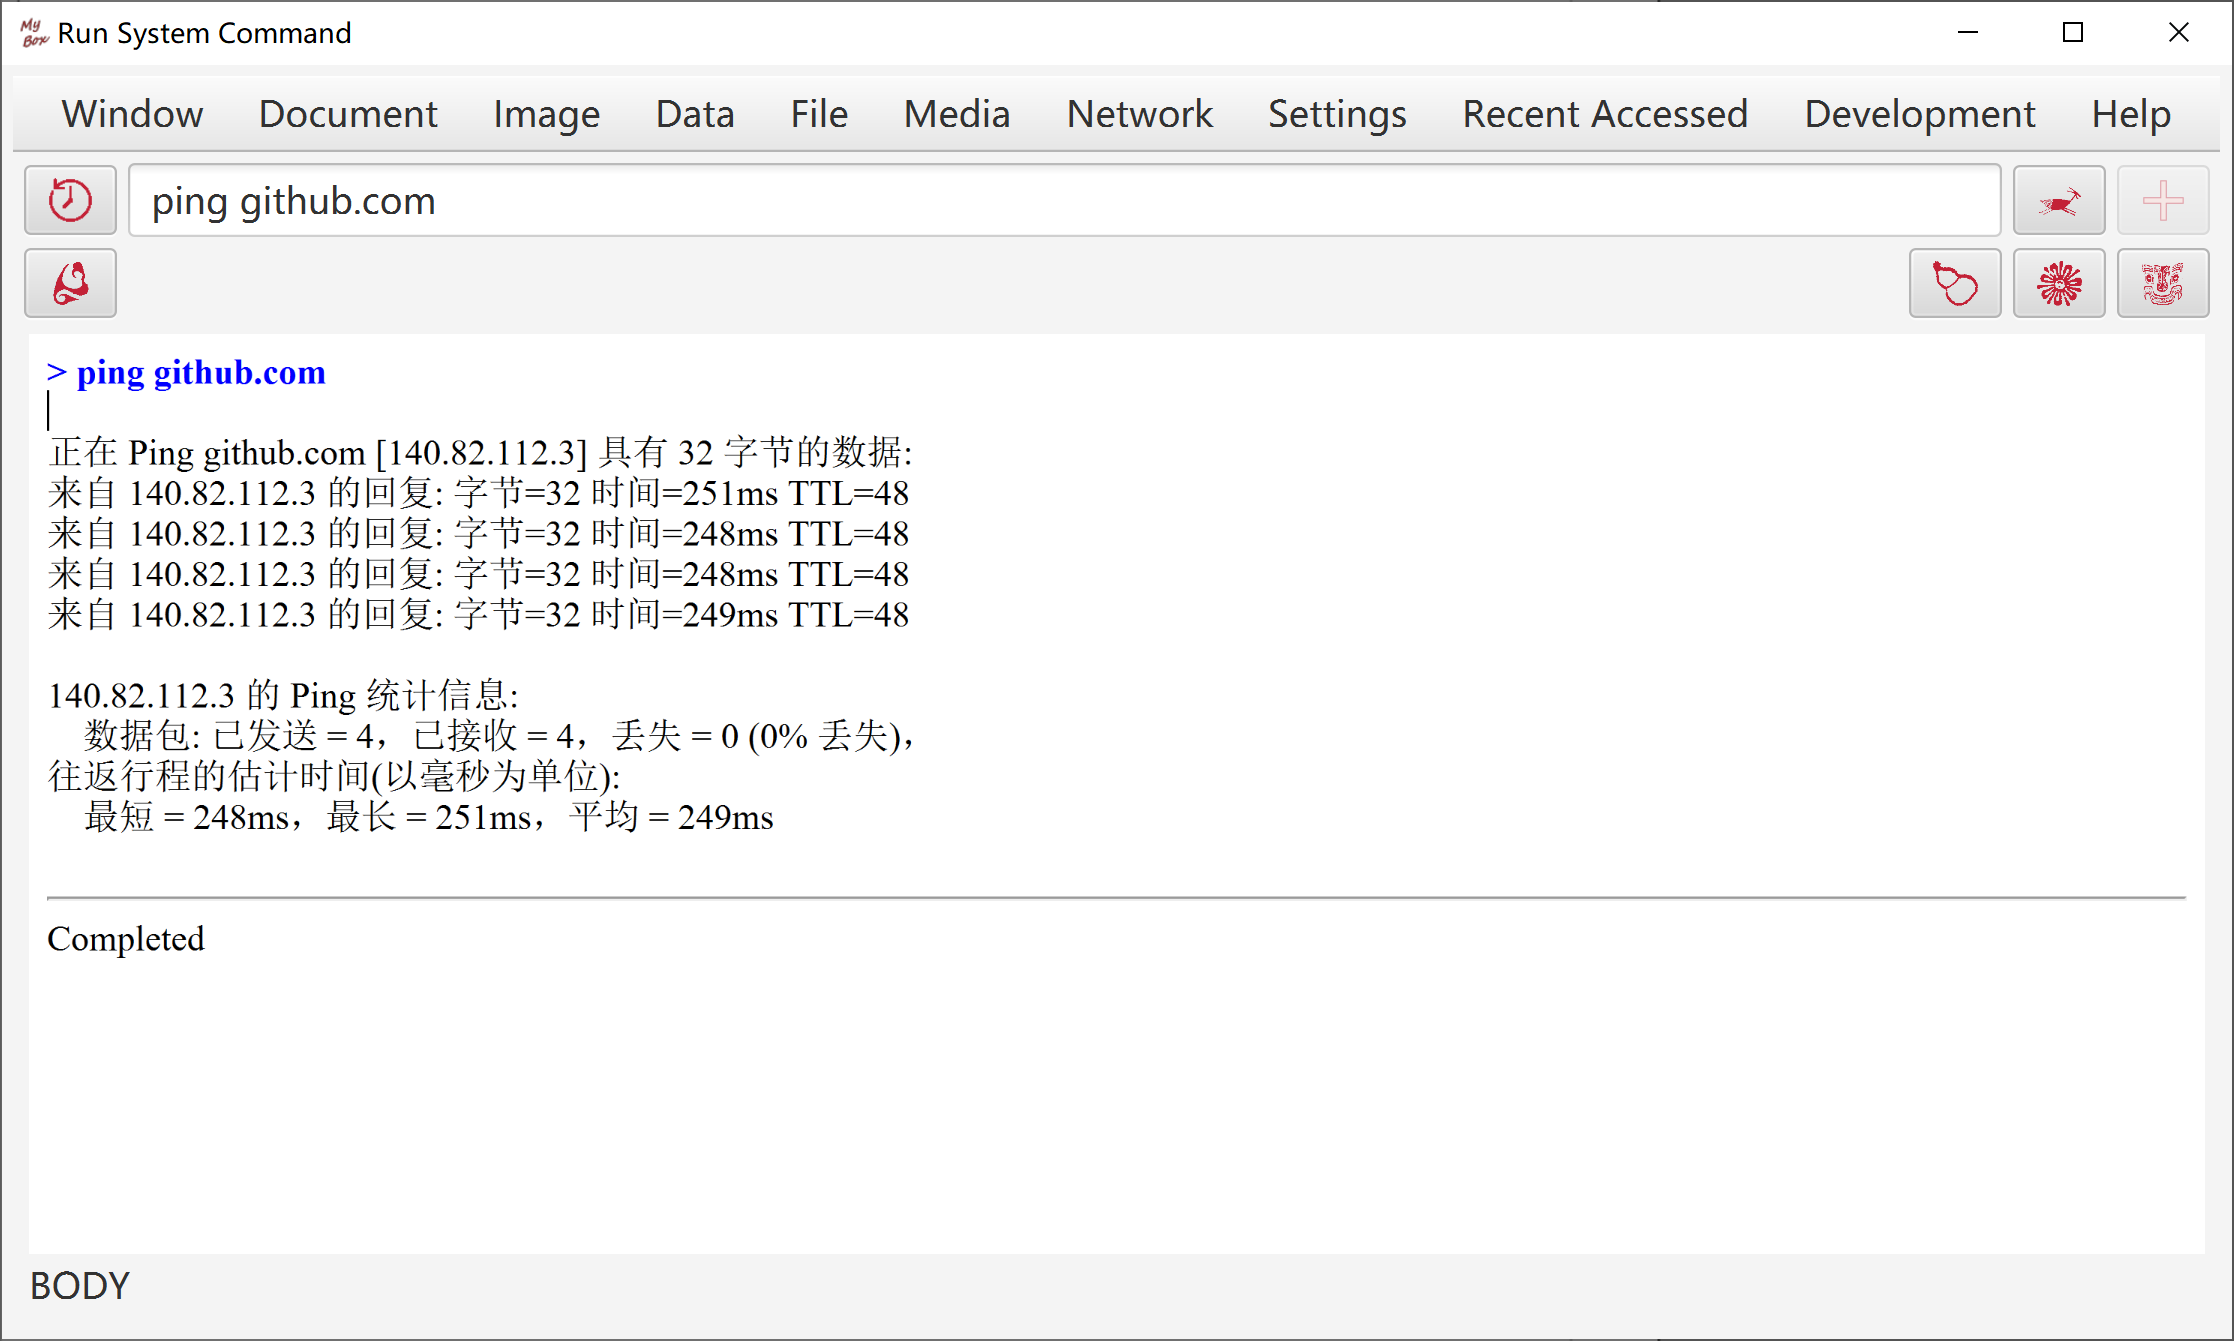 My Box Run System Command
Window Document Image Data File Media Network Settings Recent Accessed Development Help
ping github.com
> ping github.com
正在 Ping github.com [140.82.112.3] 具有 32 字节的数据:
来自 140.82.112.3 的回复: 字节=32 时间=251ms TTL=48
来自 140.82.112.3 的回复: 字节=32 时间=248ms TTL=48
来自 140.82.112.3 的回复: 字节=32 时间=248ms TTL=48
来自 140.82.112.3 的回复: 字节=32 时间=249ms TTL=48
140.82.112.3 的 Ping 统计信息:
数据包: 已发送 = 4，已接收 = 4，丢失 = 0 (0% 丢失)，
往返行程的估计时间(以毫秒为单位):
最短 = 248ms，最长 = 251ms，平均 = 249ms
Completed
BODY